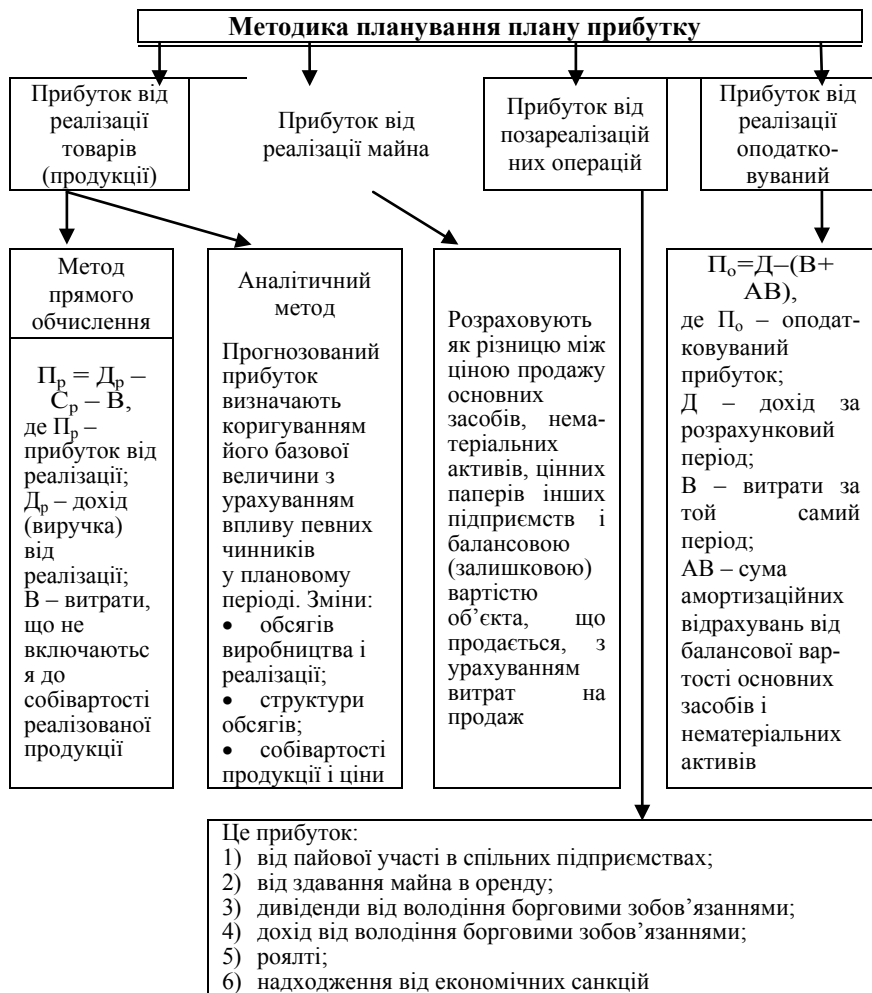 Методика планування плану прибутку
Прибуток від
реалізації
товарів
(продукції)
Прибуток від
реалізації майна
Прибуток від
позареалізацій
них операцій
Прибуток від
реалізації
оподатко-
вуваний
Метод
прямого
обчислення
Пр = Др –
Ср – В,
де Пр –
прибуток від
реалізації;
Др – дохід
(виручка)
від
реалізації;
В – витрати,
що не
включаютьс
я до
собівартості
реалізованої
продукції
Аналітичний
метод
Прогнозований
прибуток
визначають
коригуванням
його базової
величини з
урахуванням
впливу певних
чинників
у плановому
періоді. Зміни:
• обсягів
виробництва і
реалізації;
• структури
обсягів;
• собівартості
продукції і ціни
Розраховують
як різницю між
ціною продажу
основних
засобів, нема-
теріальних
активів, цінних
паперів інших
підприємств і
балансовою
(залишковою)
вартістю
об’єкта, що
продається, з
урахуванням
витрат на
продаж
По=Д–(В+
АВ),
де По – оподат-
ковуваний
прибуток;
Д – дохід за
розрахунковий
період;
В – витрати за
той самий
період;
АВ – сума
амортизаційних
відрахувань від
балансової вар-
тості основних
засобів і
нематеріальних
активів
Це прибуток:
1) від пайової участі в спільних підприємствах;
2) від здавання майна в оренду;
3) дивіденди від володіння борговими зобов’язаннями;
4) дохід від володіння борговими зобов’язаннями;
5) роялті;
6) надходження від економічних санкцій